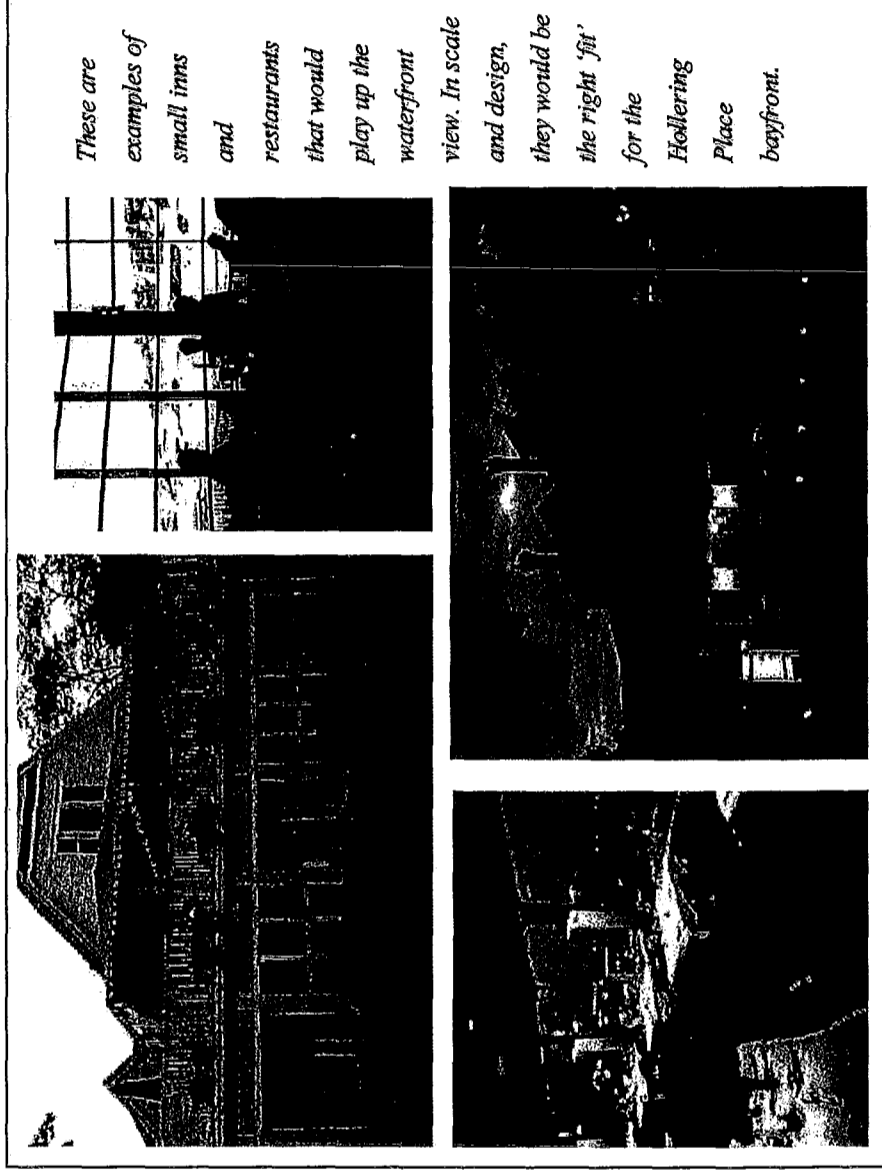 These are
examples of
small inns
and
restaurants
that would
play up the
waterfront
view. In scale
and design,
they would be
the right ‘fit’
for the
Hollering
Place
bayfront.